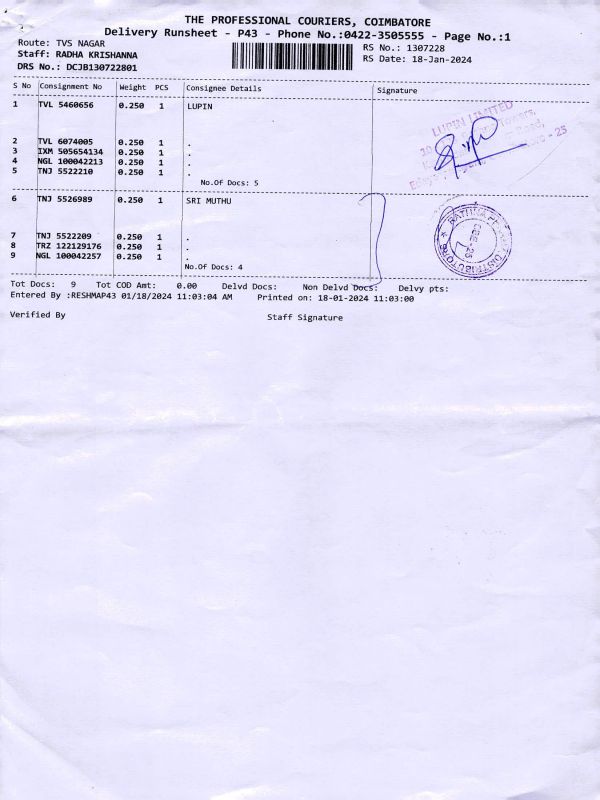 THE PROFESSIONAL COURIERS, COIMBATORE
Delivery Runsheet - P43 - Phone No.:0422-3505555 - Page No.:1
Route: TVS NAGAR
RS No.: 1307228
Staff: RADHA KRISHANNA
RS Date: 18-Jan-2024
DRS No.: DCJB130722801
S No Consignment No Weight PCS Consignee Details Signature
1 TVL 5460656 0.250 1 LUPIN
LUPIN LIMITED
2 TVL 6074005 0.250 1 .
3 IXM 505654134 0.250 1 .
4 NGL 100042213 0.250 1 .
5 TNJ 5522210 0.250 1 .
No.Of Docs: 5
6 TNJ 5526989 0.250 1 SRI MUTHU
7 TNJ 5522209 0.250 1 .
8 TRZ 122129176 0.250 1 .
9 NGL 100042257 0.250 1 .
No.Of Docs: 4
DISTRIBUTORS
CBE-25
Tot Docs: 9 Tot COD Amt: 0.00 Delvd Docs: Non Delvd Docs: Delvy pts:
Entered By :RESHMAP43 01/18/2024 11:03:04 AM Printed on: 18-01-2024 11:03:00
Verified By Staff Signature